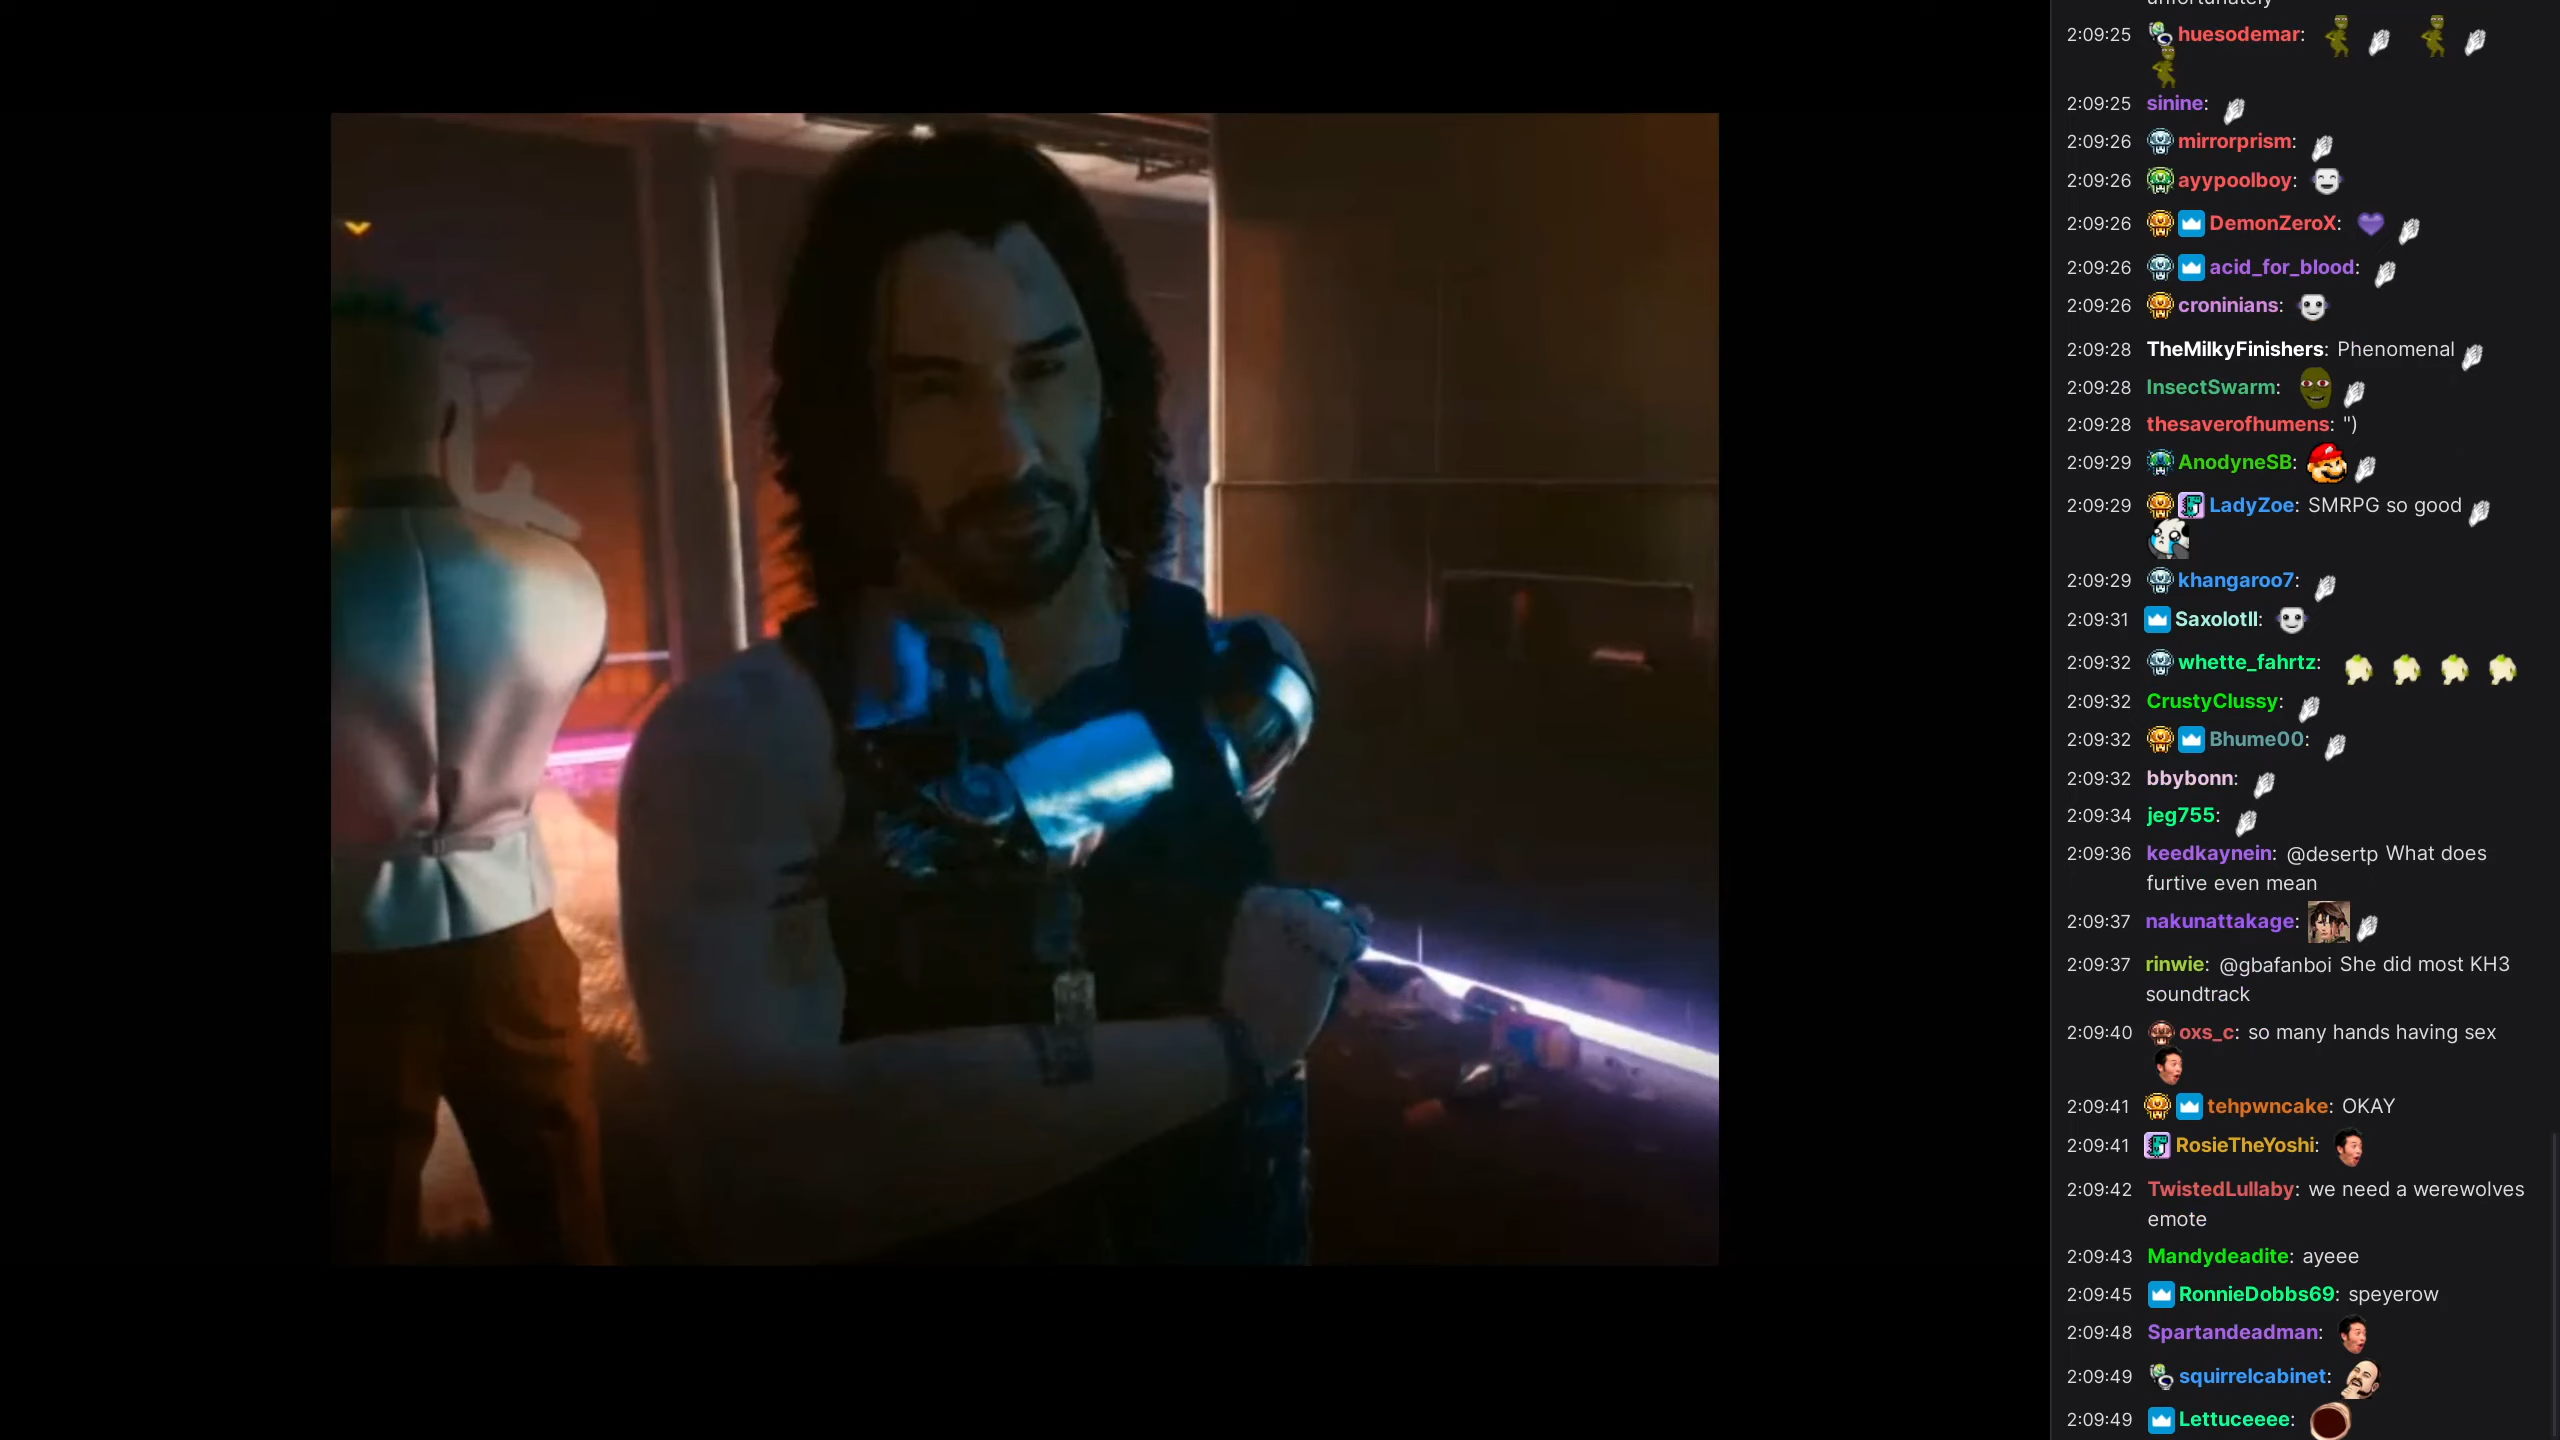 unfortunately
2:09:25 huesodemar:
2:09:25 sinine:
2:09:26 mirrorprism:
2:09:26 ayypoolboy:
2:09:26 DemonZeroX:
2:09:26 acid_for_blood:
2:09:26 croninians:
2:09:28 TheMilkyFinishers: Phenomenal
2:09:28 InsectSwarm:
2:09:28 thesaverofhumens: ")
2:09:29 AnodyneSB:
2:09:29 LadyZoe: SMRPG so good
2:09:29 khangaroo7:
2:09:31 Saxolotll:
2:09:32 whette_fahrtz:
2:09:32 CrustyClussy:
2:09:32 Bhume00:
2:09:32 bbybonn:
2:09:34 jeg755:
2:09:36 keedkaynein: @desertp What does
furtive even mean
2:09:37 nakunattakage:
2:09:37 rinwie: @gbafanboi She did most KH3
soundtrack
2:09:40 oxs_c: so many hands having sex
2:09:41 tehpwncake: OKAY
2:09:41 RosieTheYoshi:
2:09:42 TwistedLullaby: we need a werewolves
emote
2:09:43 Mandydeadite: ayeee
2:09:45 RonnieDobbs69: speyerow
2:09:48 Spartandeadman:
2:09:49 squirrelcabinet:
2:09:49 Lettuceeee: